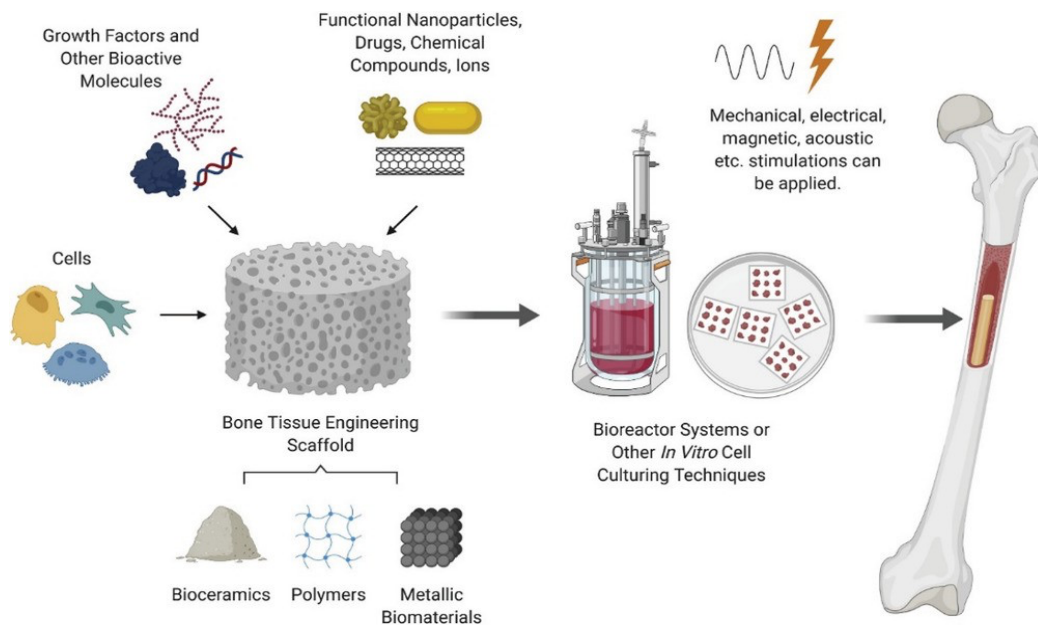 Growth Factors and
Other Bioactive
Molecules
Functional Nanoparticles,
Drugs, Chemical
Compounds, Ions
Mechanical, electrical,
magnetic, acoustic
etc. stimulations can
be applied.
Cells
Bone Tissue Engineering
Scaffold
Bioreactor Systems or
Other In Vitro Cell
Culturing Techniques
Bioceramics
Polymers
Metallic
Biomaterials